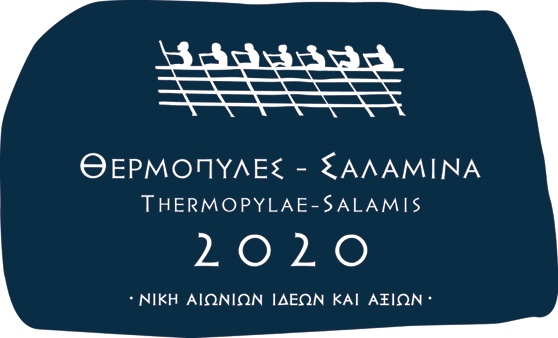 ΘΕΡΜΟΠΥΛΕΣ - ΣΑΛΑΜΙΝΑ
THERMOPYLAE-SALAMIS
2020
· ΝΙΚΗ ΑΙΩΝΙΩΝ ΙΔΕΩΝ ΚΑΙ ΑΞΙΩΝ ·